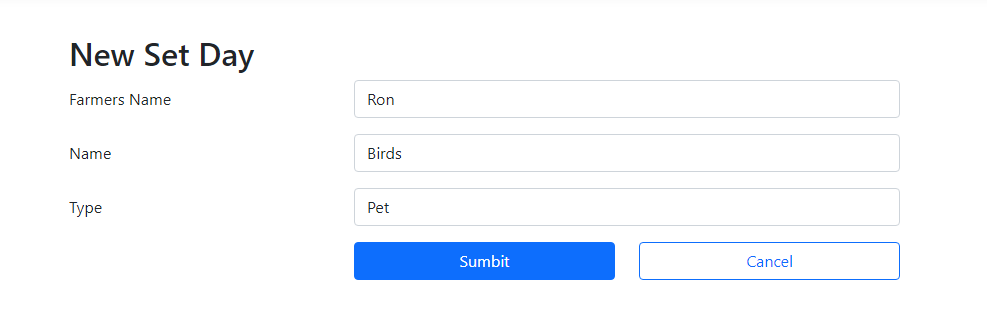 New Set Day
Farmers Name Ron
Name Birds
Type Pet
Sumbit Cancel